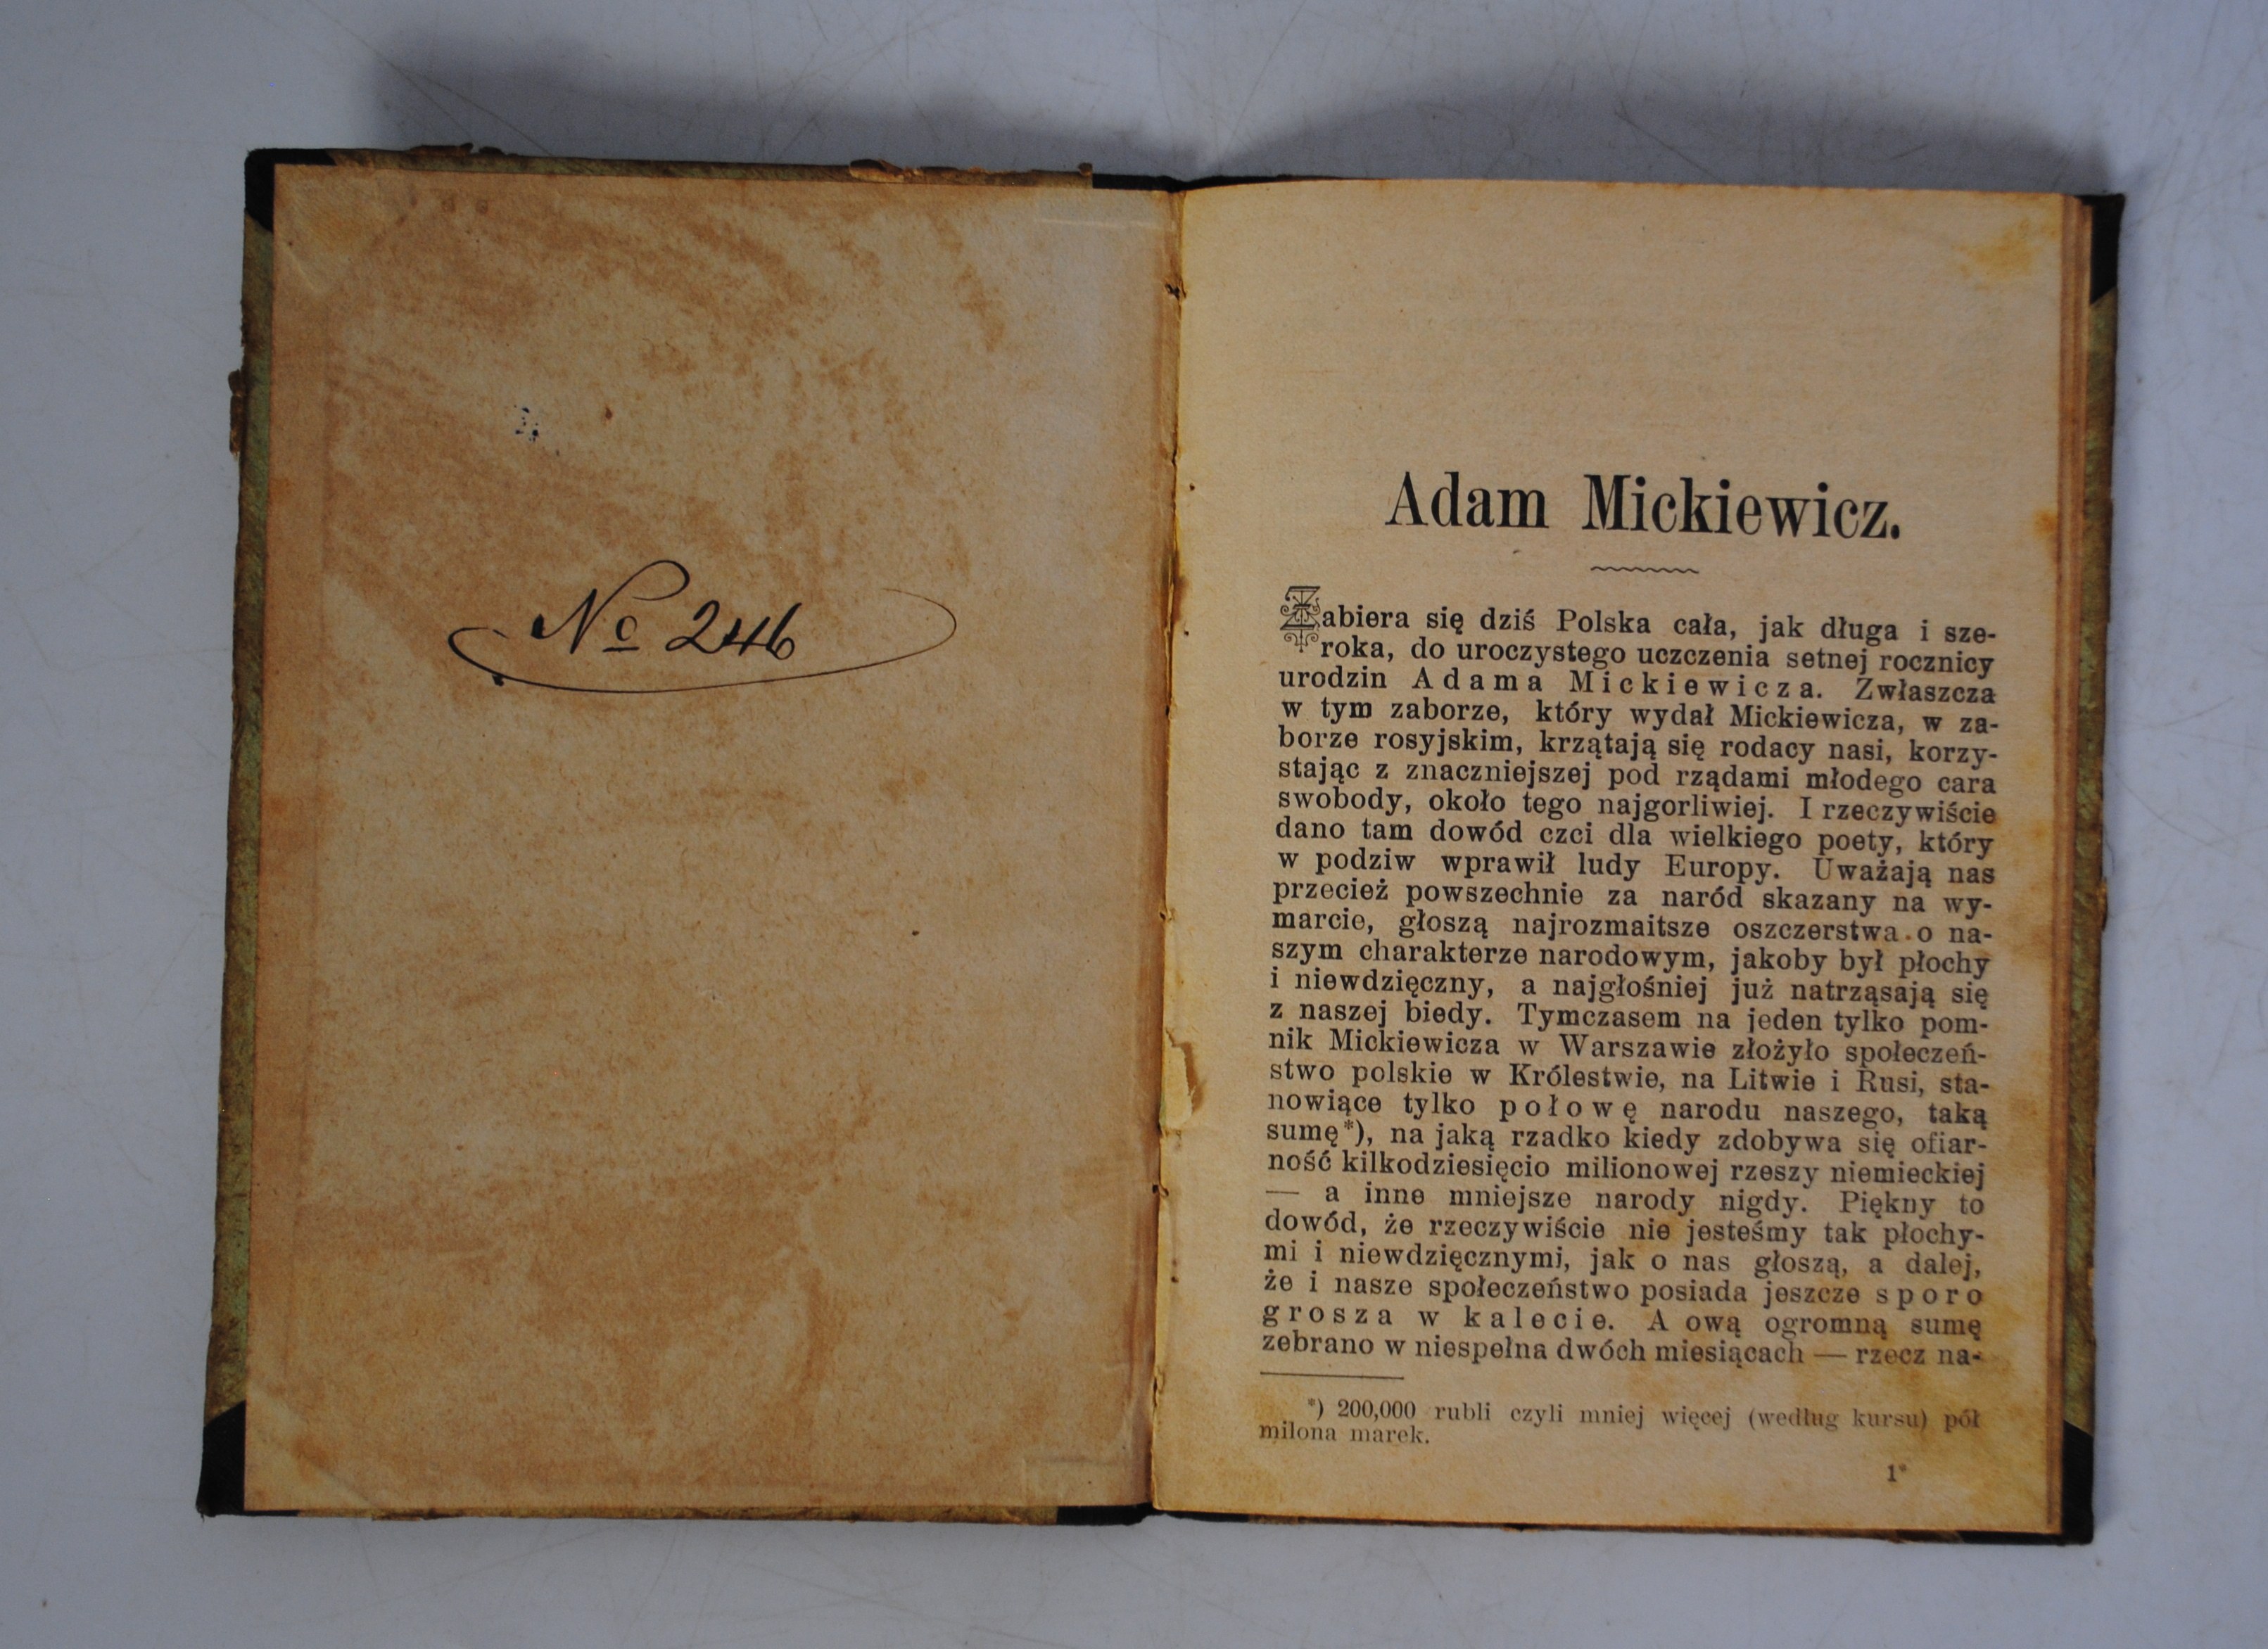 No 246
Adam Mickiewicz.
Zabiera się dziś Polska cała, jak długa i sze-
roka, do uroczystego uczczenia setnej rocznicy
urodzin Adama Mickiewicza. Zwłaszcza
w tym zaborze, który wydał Mickiewicza, w za-
borze rosyjskim, krzątają się rodacy nasi, korzy-
stając z znaczniejszej pod rządami młodego cara
swobody, około tego najgorliwiej. I rzeczywiście
dano tam dowód czci dla wielkiego poety, który
w podziw wprawił ludy Europy. Uważają nas
przecież powszechnie za naród skazany na wy-
marcie, głoszą najrozmaitsze oszczerstwa o na-
szym charakterze narodowym, jakoby był płochy
i niewdzięczny, a najgłośniej już natrząsają się
z naszej biedy. Tymczasem na jeden tylko pom-
nik Mickiewicza w Warszawie złożyło społeczeń-
stwo polskie w Królestwie, na Litwie i Rusi, sta-
nowiące tylko połowę narodu naszego, taką
sumę*), na jaką rzadko kiedy zdobywa się ofiar-
ność kilkodziesięcio milionowej rzeszy niemieckiej
— a inne mniejsze narody nigdy. Piękny to
dowód, że rzeczywiście nie jesteśmy tak płochy-
mi i niewdzięcznymi, jak o nas głoszą, a dalej,
że i nasze społeczeństwo posiada jeszcze sporo
grosza w kalecie. A ową ogromną sumę
zebrano w niespełna dwóch miesiącach — rzecz na-
*) 200,000 rubli czyli mniej więcej (według kursu) pół
milona marek.
1*